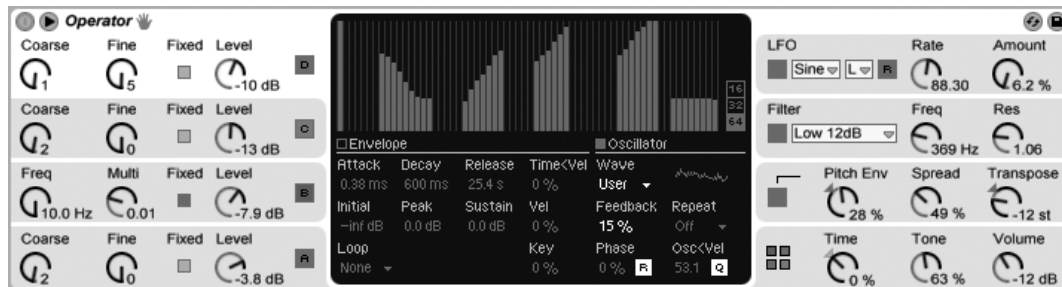 Operator
Coarse Fine Fixed Level
1 5 -10 dB D
Coarse Fine Fixed Level
2 0 -13 dB C
Freq Multi Fixed Level
10.0 Hz 0.01 -7.9 dB B
Coarse Fine Fixed Level
2 0 -3.8 dB A
16
32
64
Envelope Oscillator
Attack Decay Release Time<Vel Wave
0.38 ms 600 ms 25.4 s 0 % User
Initial Peak Sustain Vel Feedback Repeat
-inf dB 0.0 dB 0.0 dB 0 % 15 % Off
Loop Key Phase Osc<Vel
None 0 % 0 % R 53.1 Q
LFO Rate Amount
Sine L R 88.30 6.2 %
Filter Freq Res
Low 12dB 369 Hz 1.06
Pitch Env Spread Transpose
-28 % 49 % -12 st
Time Tone Volume
0 % 63 % -12 dB